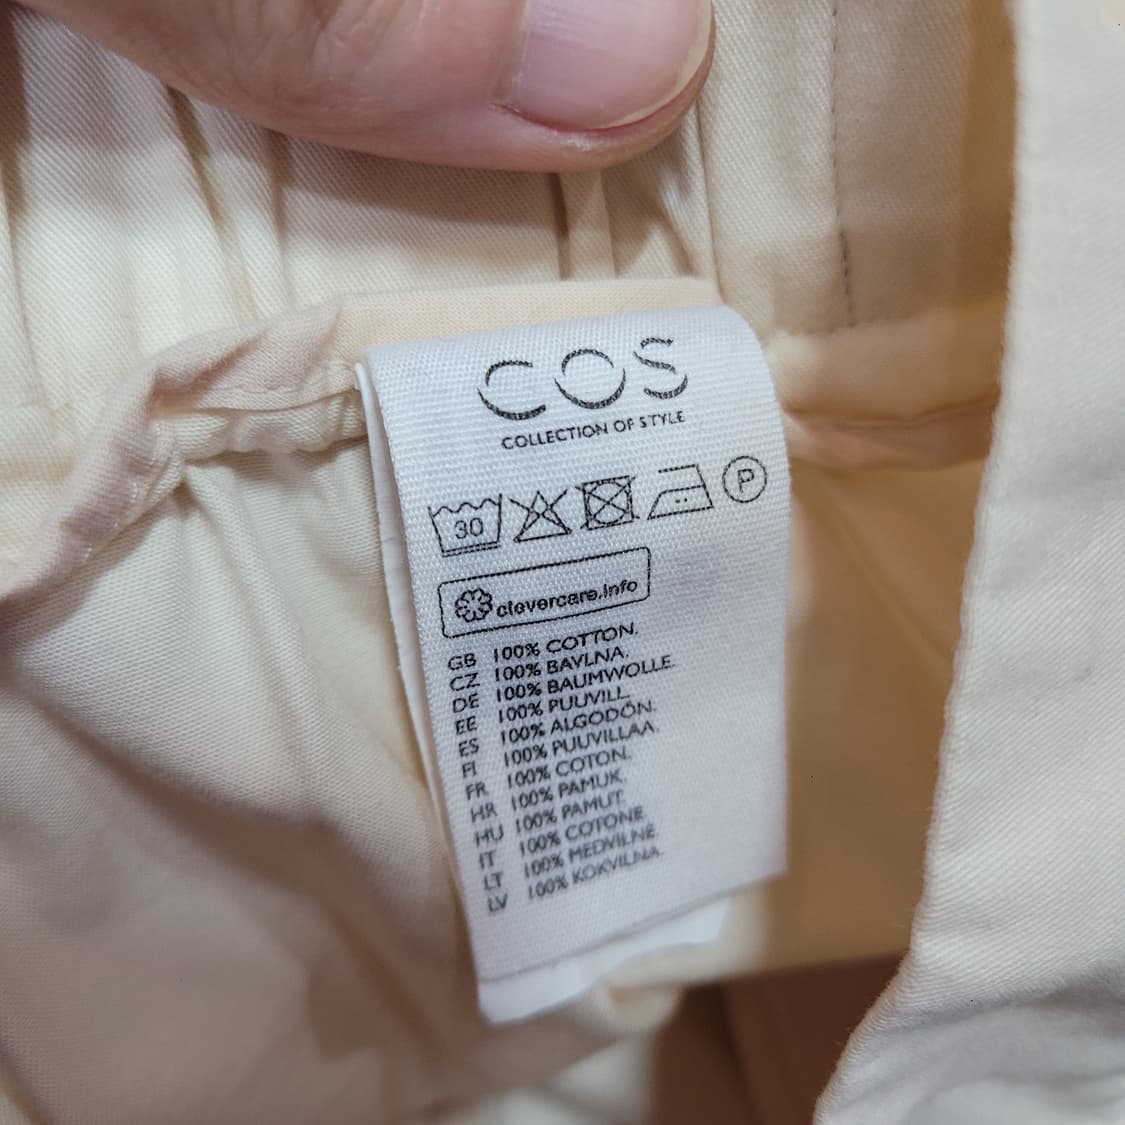 COS
COLLECTION OF STYLE
30
P
clevercare.info
GB 100% COTTON.
CZ 100% BAVLNA.
DE 100% BAUMWOLLE.
EE 100% PUUVILL.
ES 100% ALGODÓN.
FI 100% PUUVILLAA.
FR 100% COTON.
HR 100% PAMUK.
HU 100% PAMUT.
IT 100% COTONE.
LT 100% MEDVILNĖ.
LV 100% KOKVILNA.